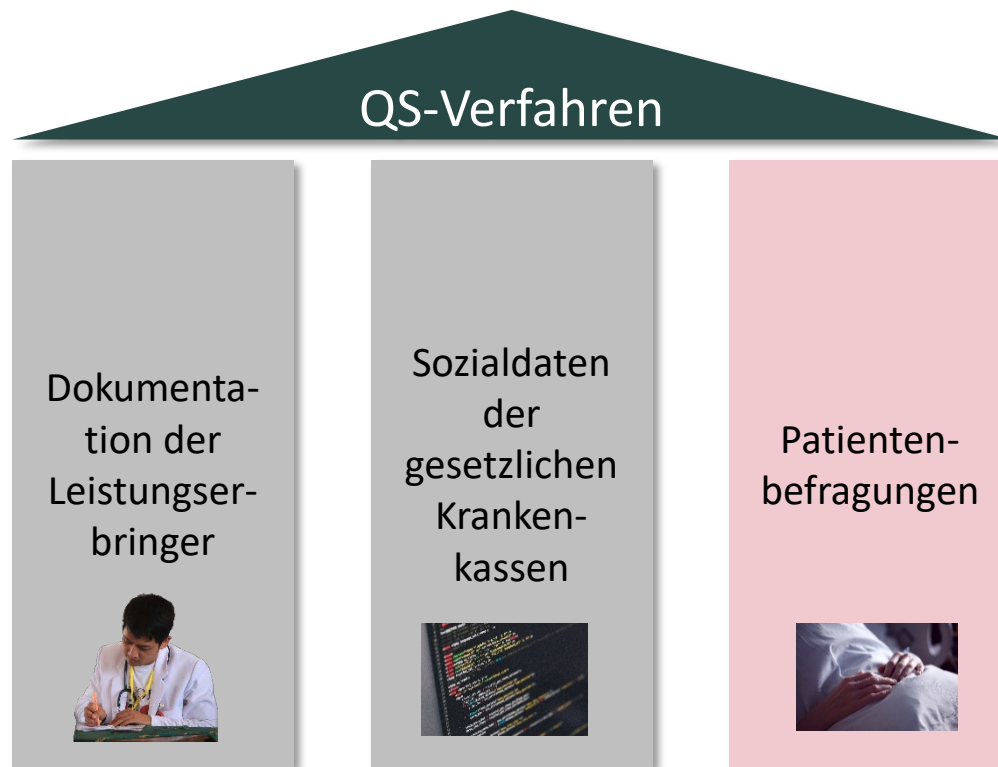 QS-Verfahren
Dokumenta-
tion der
Leistungser-
bringer
Sozialdaten
der
gesetzlichen
Kranken-
kassen
Patienten-
befragungen